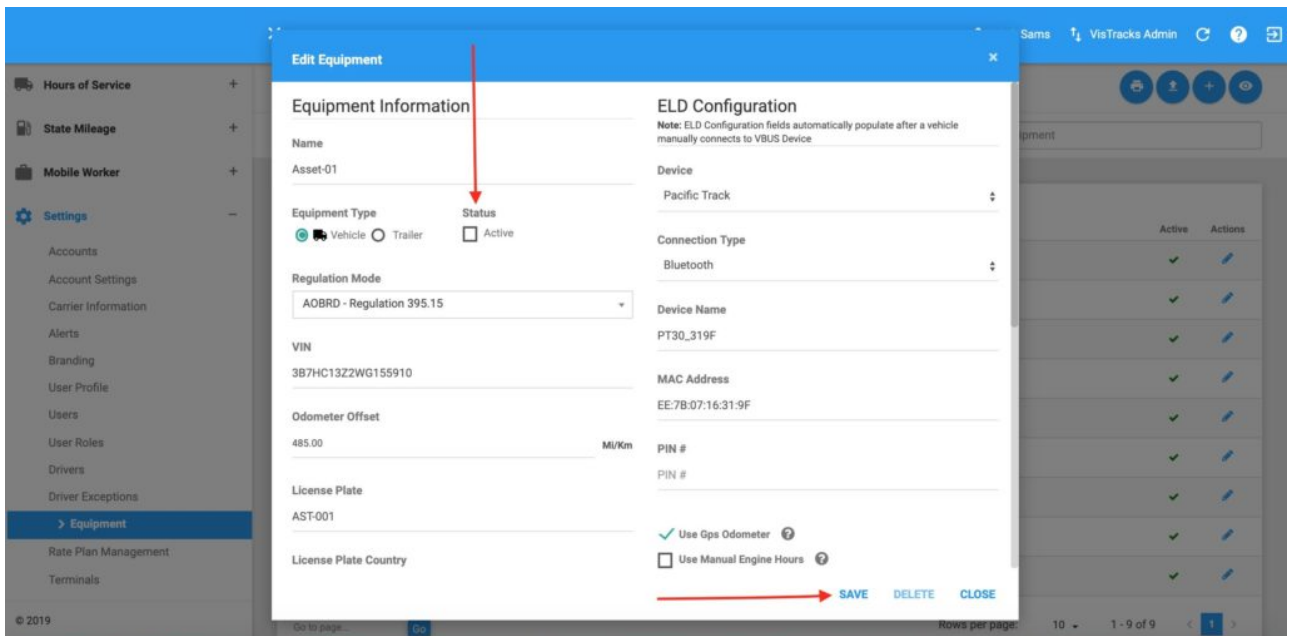 Sams
VisTracks Admin
Edit Equipment
Hours of Service
State Mileage
Mobile Worker
Settings
Accounts
Account Settings
Carrier Information
Alerts
Branding
User Profile
Users
User Roles
Drivers
Driver Exceptions
Equipment
Rate Plan Management
Terminals
© 2019
Equipment Information
Name
Asset-01
Equipment Type
Status
Vehicle
Trailer
Active
Regulation Mode
AOBRD - Regulation 395.15
VIN
3B7HC13Z2WG155910
Odometer Offset
485.00
Mi/Km
License Plate
AST-001
License Plate Country
ELD Configuration
Note: ELD Configuration fields automatically populate after a vehicle
manually connects to VBUS Device
Device
Pacific Track
Connection Type
Bluetooth
Device Name
PT30_319F
MAC Address
EE:7B:07:16:31:9F
PIN #
PIN #
Use Gps Odometer
Use Manual Engine Hours
SAVE
DELETE
CLOSE
Active
Actions
Go to page...
Go
Rows per page:
10
1 - 9 of 9
1